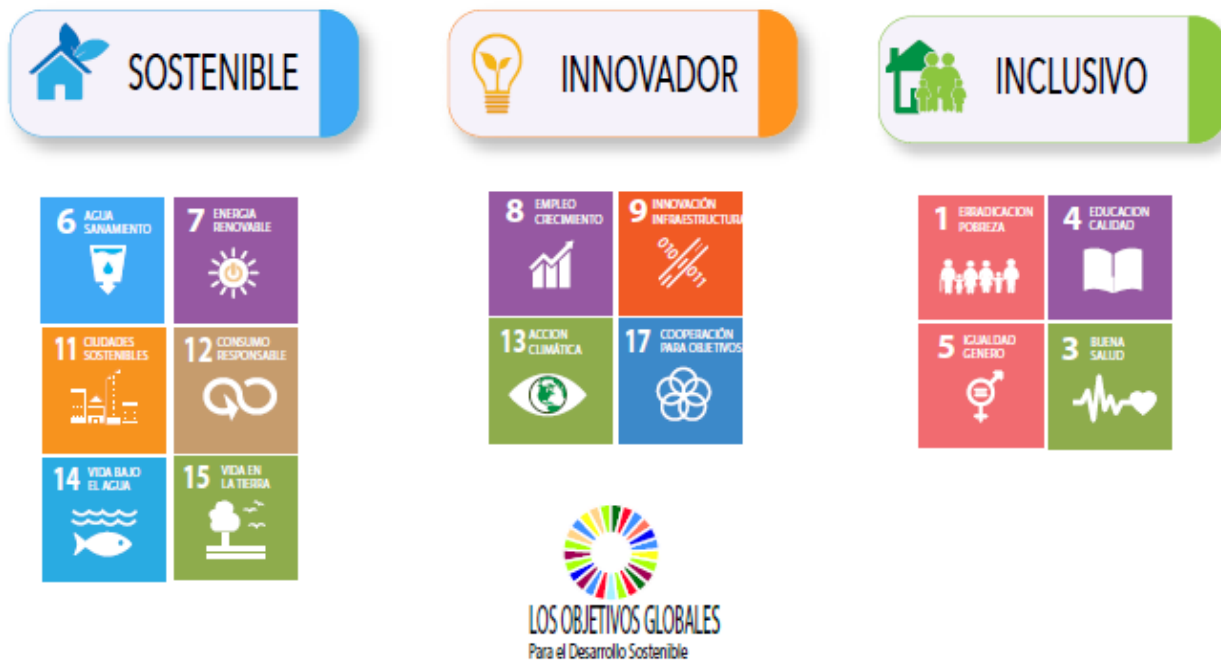 SOSTENIBLE
INNOVADOR
INCLUSIVO
6 AGUA
SANAMIENTO
7 ENERGIA
RENOVABLE
11 CIUDADES
SOSTENIBLES
12 CONSUMO
RESPONSABLE
14 VIDA BAJO
EL AGUA
15 VIDA EN
LA TIERRA
8 EMPLEO
CRECIMIENTO
9 INNOVACIÓN
INFRAESTRUCTURA
010
011
13 ACCION
CLIMÁTICA
17 COOPERACIÓN
PARA OBJETIVOS
1 ERRADICACION
POBREZA
4 EDUCACION
CALIDAD
5 IGUALDAD
GENERO
3 BUENA
SALUD
LOS OBJETIVOS GLOBALES
Para el Desarrollo Sostenible